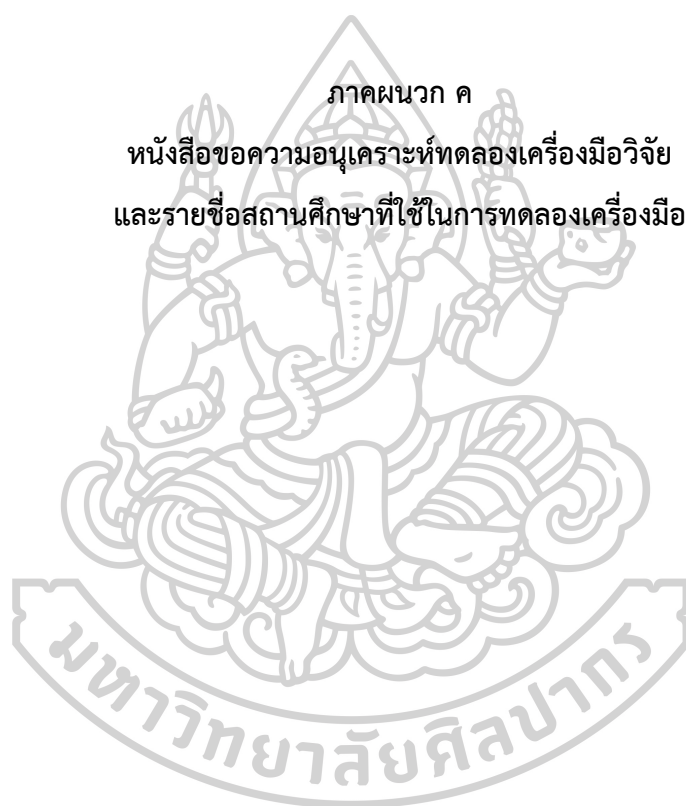 ภาคผนวก ค
หนังสือขอความอนุเคราะห์ทดลองเครื่องมือวิจัย
และรายชื่อสถานศึกษาที่ใช้ในการทดลองเครื่องมือ
มหาวิทยาลัยศิลปากร